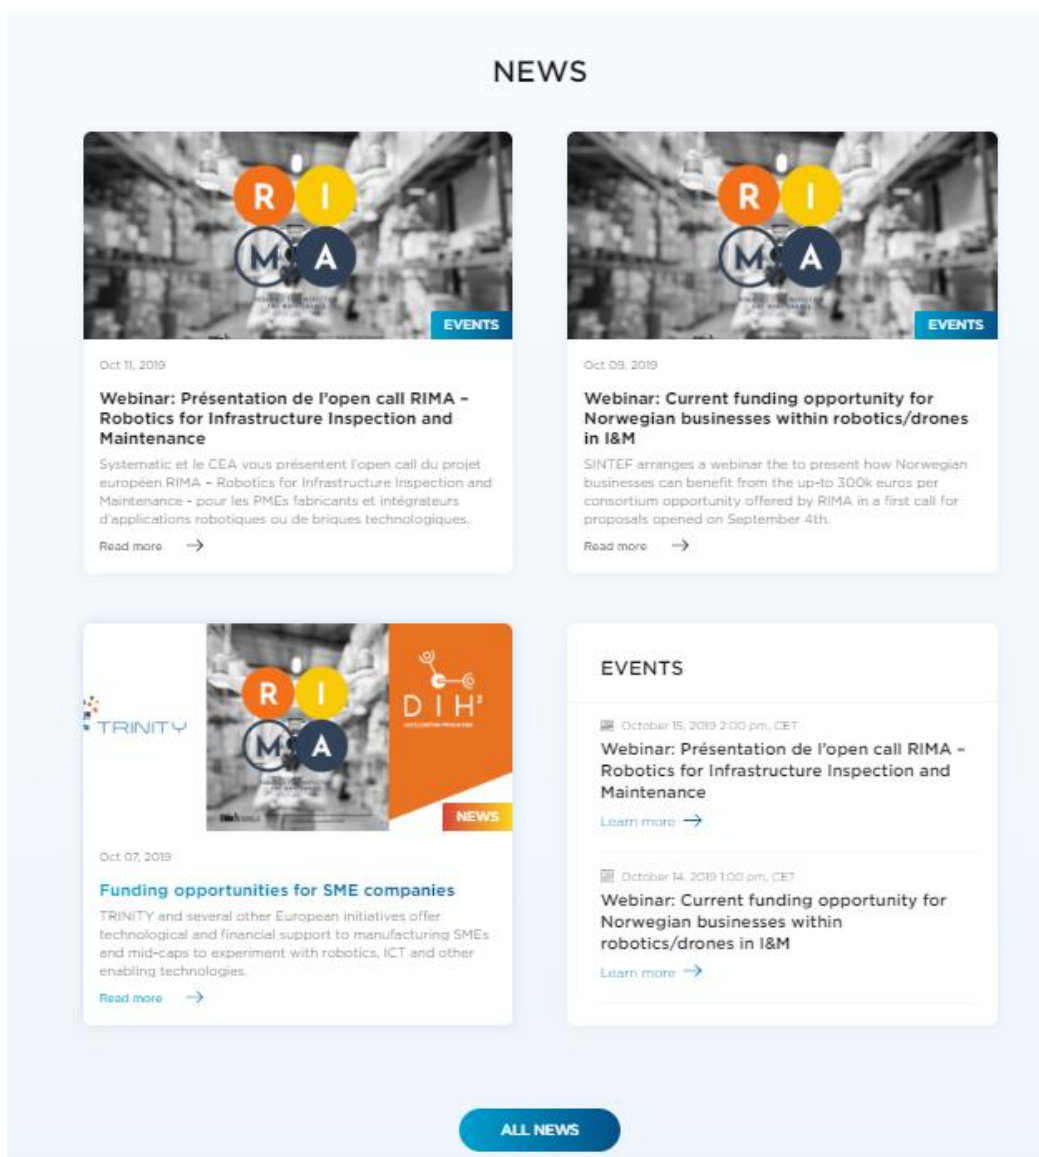 NEWS
R I
M A
EVENTS
Oct 11, 2019
Webinar: Présentation de l'open call RIMA –
Robotics for Infrastructure Inspection and
Maintenance
Systematic et le CEA vous présentent l'open call du projet
européen RIMA – Robotics for Infrastructure Inspection and
Maintenance - pour les PMEs fabricants et intégrateurs
d'applications robotiques ou de briques technologiques.
Read more →
R I
M A
EVENTS
Oct 09, 2019
Webinar: Current funding opportunity for
Norwegian businesses within robotics/drones
in I&M
SINTEF arranges a webinar the to present how Norwegian
businesses can benefit from the up-to 300k euros per
consortium opportunity offered by RIMA in a first call for
proposals opened on September 4th.
Read more →
TRINITY
R I
M A
DIH²
NEWS
Oct 07, 2019
Funding opportunities for SME companies
TRINITY and several other European initiatives offer
technological and financial support to manufacturing SMEs
and mid-caps to experiment with robotics, ICT and other
enabling technologies.
Read more →
EVENTS
October 15, 2019 2:00 pm, CET
Webinar: Présentation de l'open call RIMA –
Robotics for Infrastructure Inspection and
Maintenance
Learn more →
October 14, 2019 1:00 pm, CET
Webinar: Current funding opportunity for
Norwegian businesses within
robotics/drones in I&M
Learn more →
ALL NEWS